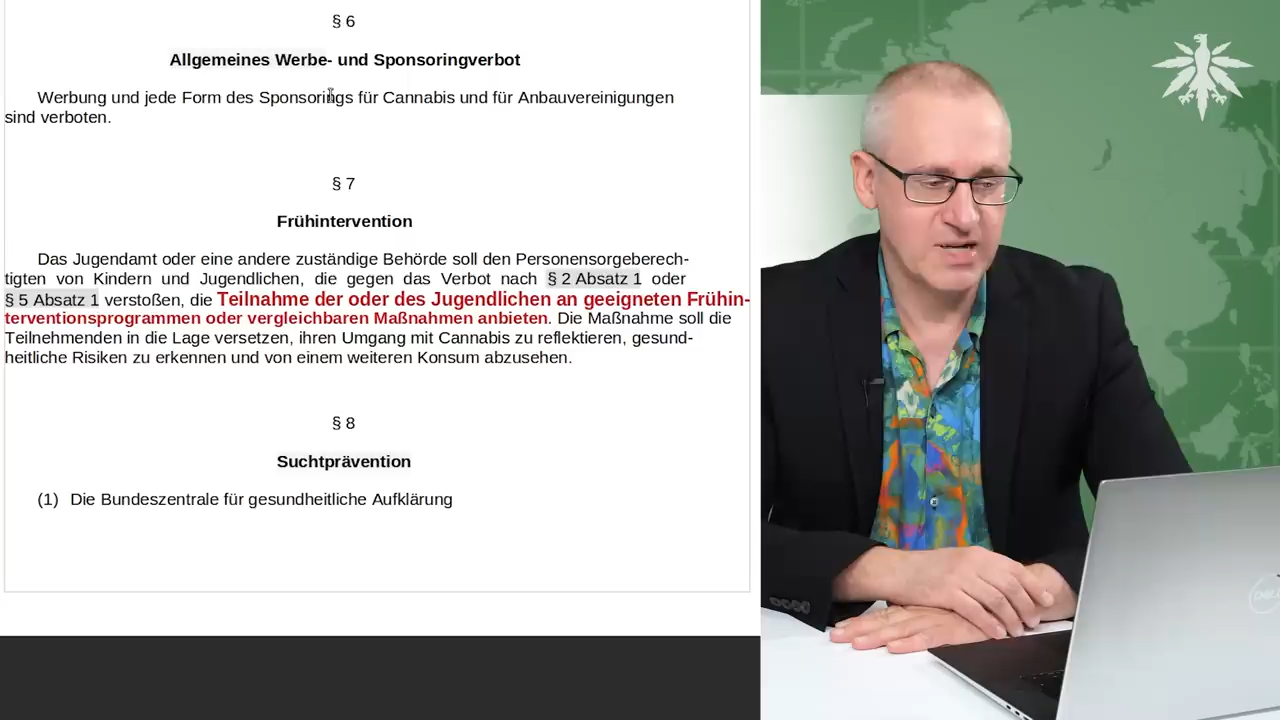 § 6
Allgemeines Werbe- und Sponsoringverbot
Werbung und jede Form des Sponsorings für Cannabis und für Anbauvereinigungen
sind verboten.
§ 7
Frühintervention
Das Jugendamt oder eine andere zuständige Behörde soll den Personensorgeberech-
tigten von Kindern und Jugendlichen, die gegen das Verbot nach § 2 Absatz 1 oder
§ 5 Absatz 1 verstoßen, die Teilnahme der oder des Jugendlichen an geeigneten Frühin-
terventionsprogrammen oder vergleichbaren Maßnahmen anbieten. Die Maßnahme soll die
Teilnehmenden in die Lage versetzen, ihren Umgang mit Cannabis zu reflektieren, gesund-
heitliche Risiken zu erkennen und von einem weiteren Konsum abzusehen.
§ 8
Suchtprävention
(1) Die Bundeszentrale für gesundheitliche Aufklärung
DELL